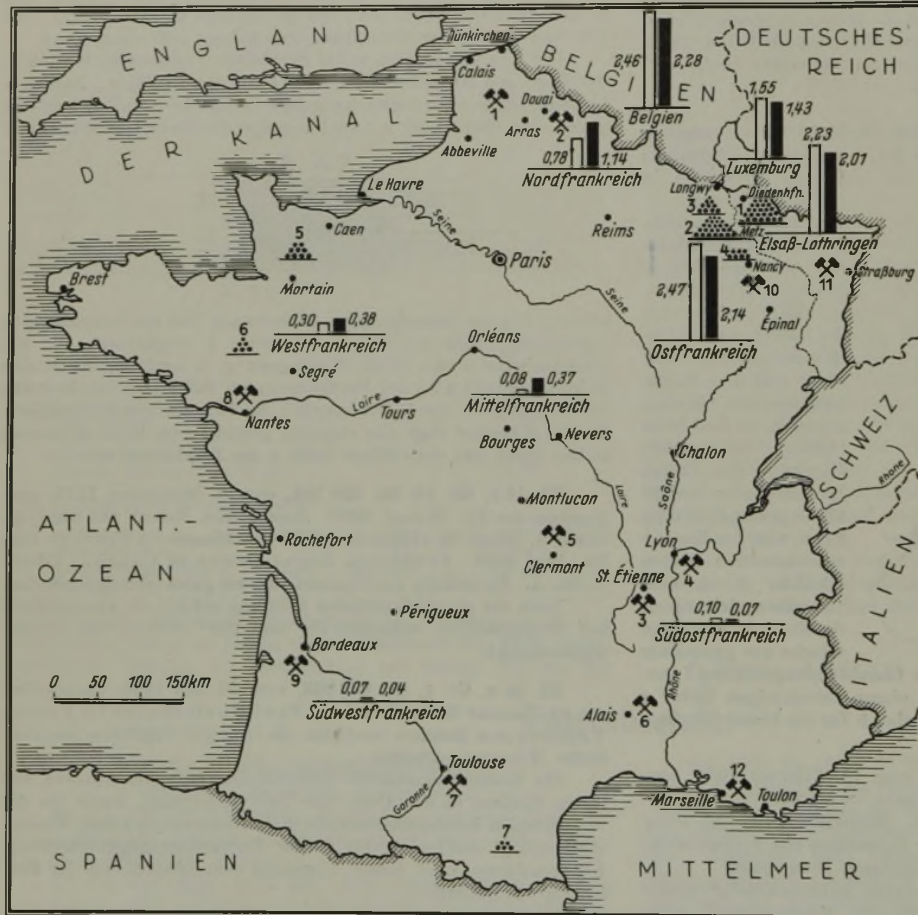 ENGLAND
DER KANAL
BELGIEN
DEUTSCHES
REICH
Dünkirchen
Calais
1
Douai
2
Arras
Abbeville
2,46 2,28
Belgien
0,78 1,14
Nordfrankreich
1,55 1,43
Luxemburg
2,23 2,01
Elsaß-Lothringen
Longwy
3
Diedenhfn.
1
2
Metz
4
Nancy
10
11
Straßburg
Épinal
2,47 2,14
Ostfrankreich
Le Havre
Seine
Reims
Paris
Seine
Caen
5
Mortain
Brest
6
0,30 0,38
Westfrankreich
Segré
8
Nantes
Loire
Tours
Orléans
0,08 0,37
Mittelfrankreich
Bourges
Nevers
Loire
Chalon
Saône
SCHWEIZ
Rhône
Montlucon
5
Clermont
Lyon
4
St. Étienne
3
ATLANT.-
OZEAN
Rochefort
Périgueux
Bordeaux
9
0 50 100 150km
0,10 0,07
Südostfrankreich
ITALIEN
0,07 0,04
Südwestfrankreich
Alais
6
Rhône
Toulouse
7
Garonne
Marseille
12
Toulon
7
SPANIEN
MITTELMEER